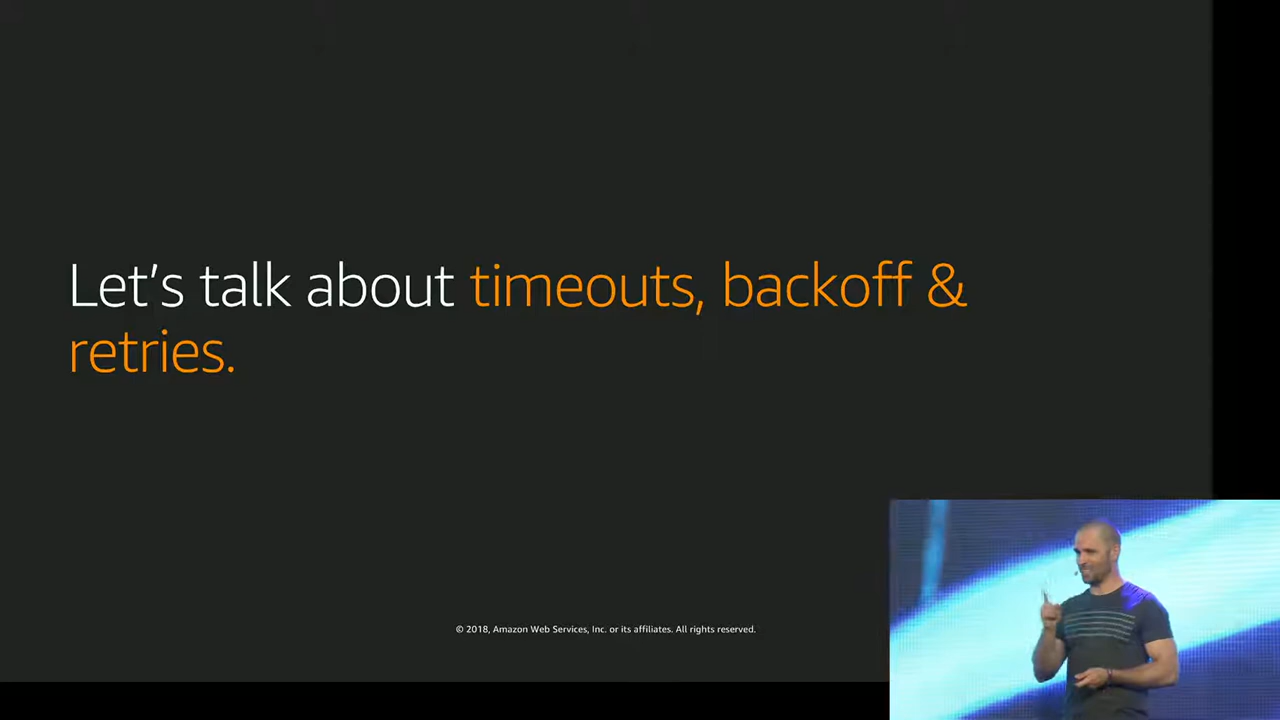 Let's talk about timeouts, backoff &
retries.
© 2018, Amazon Web Services, Inc. or its affiliates. All rights reserved.